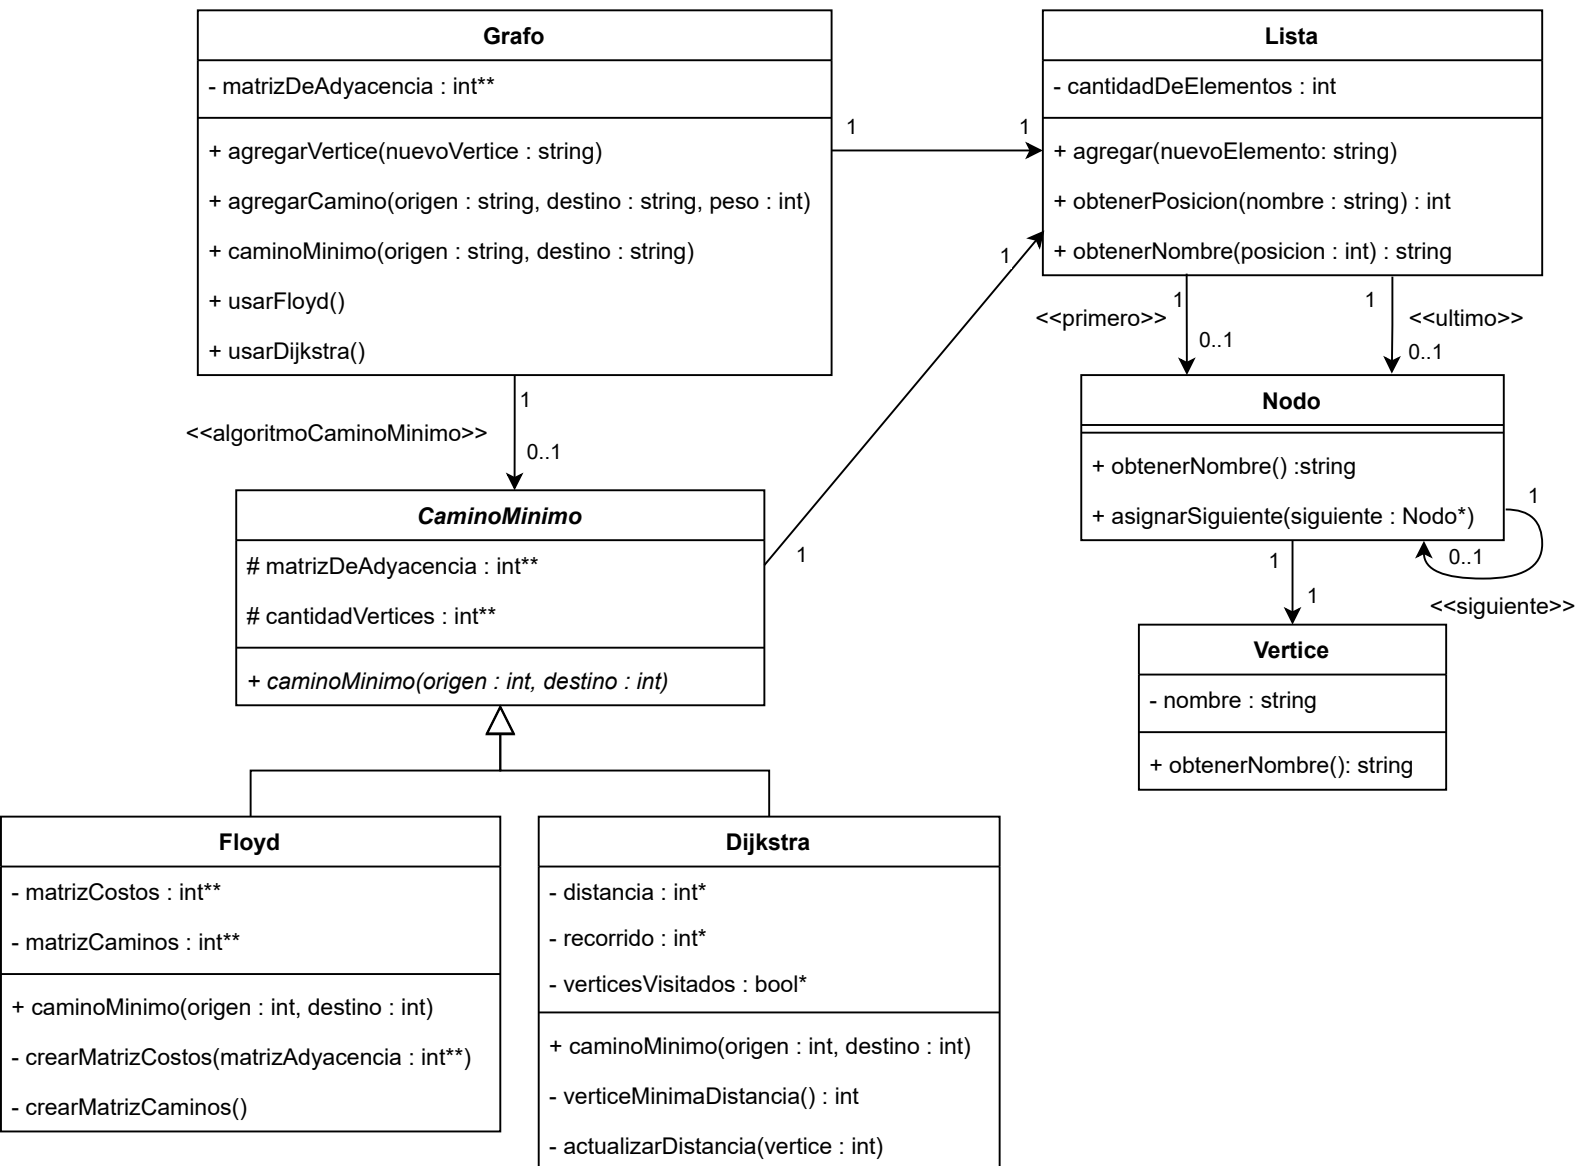 Grafo
- matrizDeAdyacencia : int**
+ agregarVertice(nuevoVertice : string)
+ agregarCamino(origen : string, destino : string, peso : int)
+ caminoMinimo(origen : string, destino : string)
+ usarFloyd()
+ usarDijkstra()
1
1
Lista
- cantidadDeElementos : int
+ agregar(nuevoElemento: string)
+ obtenerPosicion(nombre : string) : int
+ obtenerNombre(posicion : int) : string
1
<<primero>>
0..1
1
<<ultimo>>
0..1
Nodo
+ obtenerNombre() :string
+ asignarSiguiente(siguiente : Nodo*)
1
0..1
<<siguiente>>
1
1
Vertice
- nombre : string
+ obtenerNombre(): string
1
<<algoritmoCaminoMinimo>>
0..1
1
1
CaminoMinimo
# matrizDeAdyacencia : int**
# cantidadVertices : int**
+ caminoMinimo(origen : int, destino : int)
Floyd
- matrizCostos : int**
- matrizCaminos : int**
+ caminoMinimo(origen : int, destino : int)
- crearMatrizCostos(matrizAdyacencia : int**)
- crearMatrizCaminos()
Dijkstra
- distancia : int*
- recorrido : int*
- verticesVisitados : bool*
+ caminoMinimo(origen : int, destino : int)
- verticeMinimaDistancia() : int
- actualizarDistancia(vertice : int)